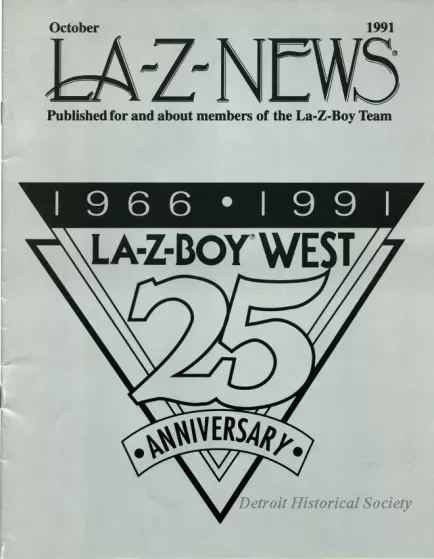 October 1991
LA-Z-NEWS®
Published for and about members of the La-Z-Boy Team
1966 • 1991
LA-Z-BOY® WEST
25
• ANNIVERSARY •
Detroit Historical Society